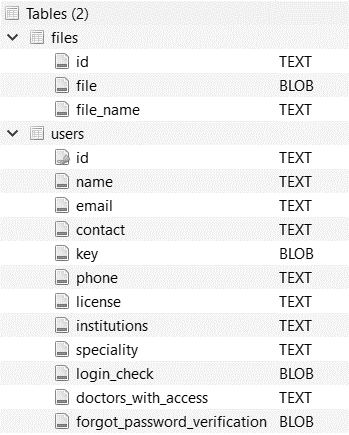 Tables (2)
files
id TEXT
file BLOB
file_name TEXT
users
id TEXT
name TEXT
email TEXT
contact TEXT
key BLOB
phone TEXT
license TEXT
institutions TEXT
speciality TEXT
login_check BLOB
doctors_with_access TEXT
forgot_password_verification BLOB